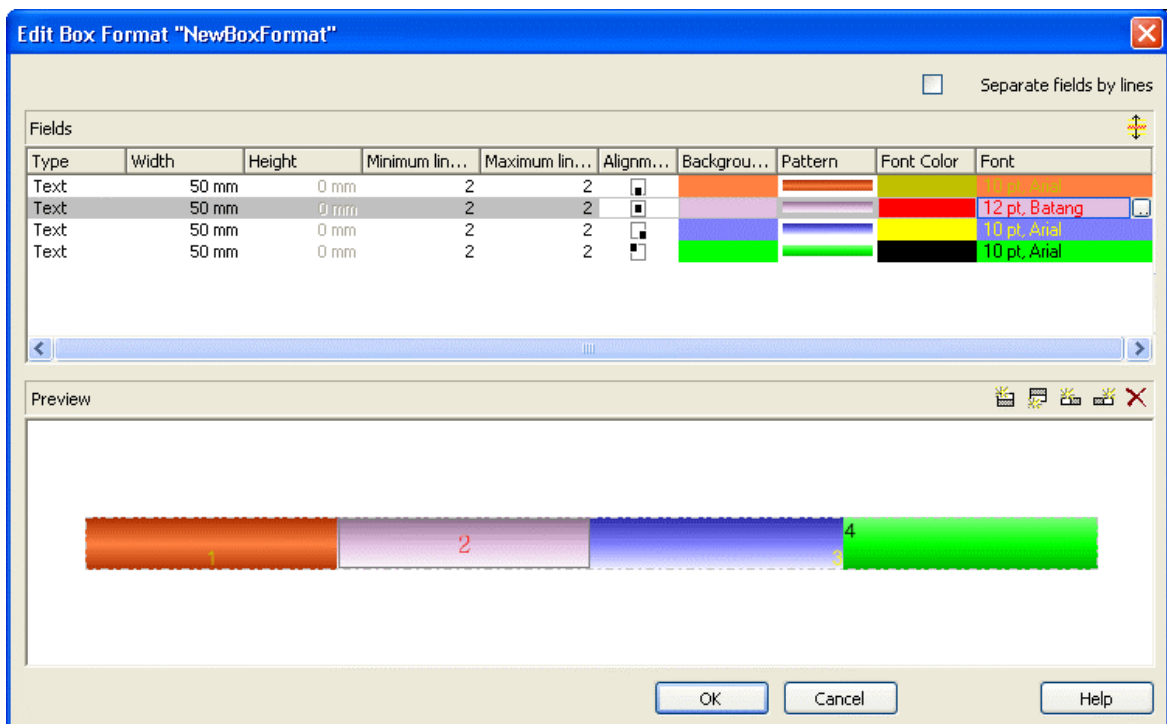 Edit Box Format "NewBoxFormat"
Separate fields by lines
Fields
Type Width Height Minimum lin... Maximum lin... Alignm... Backgrou... Pattern Font Color Font
Text 50 mm 0 mm 2 2 10 pt, Arial
Text 50 mm 0 mm 2 2 12 pt, Batang ...
Text 50 mm 0 mm 2 2 10 pt, Arial
Text 50 mm 0 mm 2 2 10 pt, Arial
Preview
1 2 3 4
OK Cancel Help